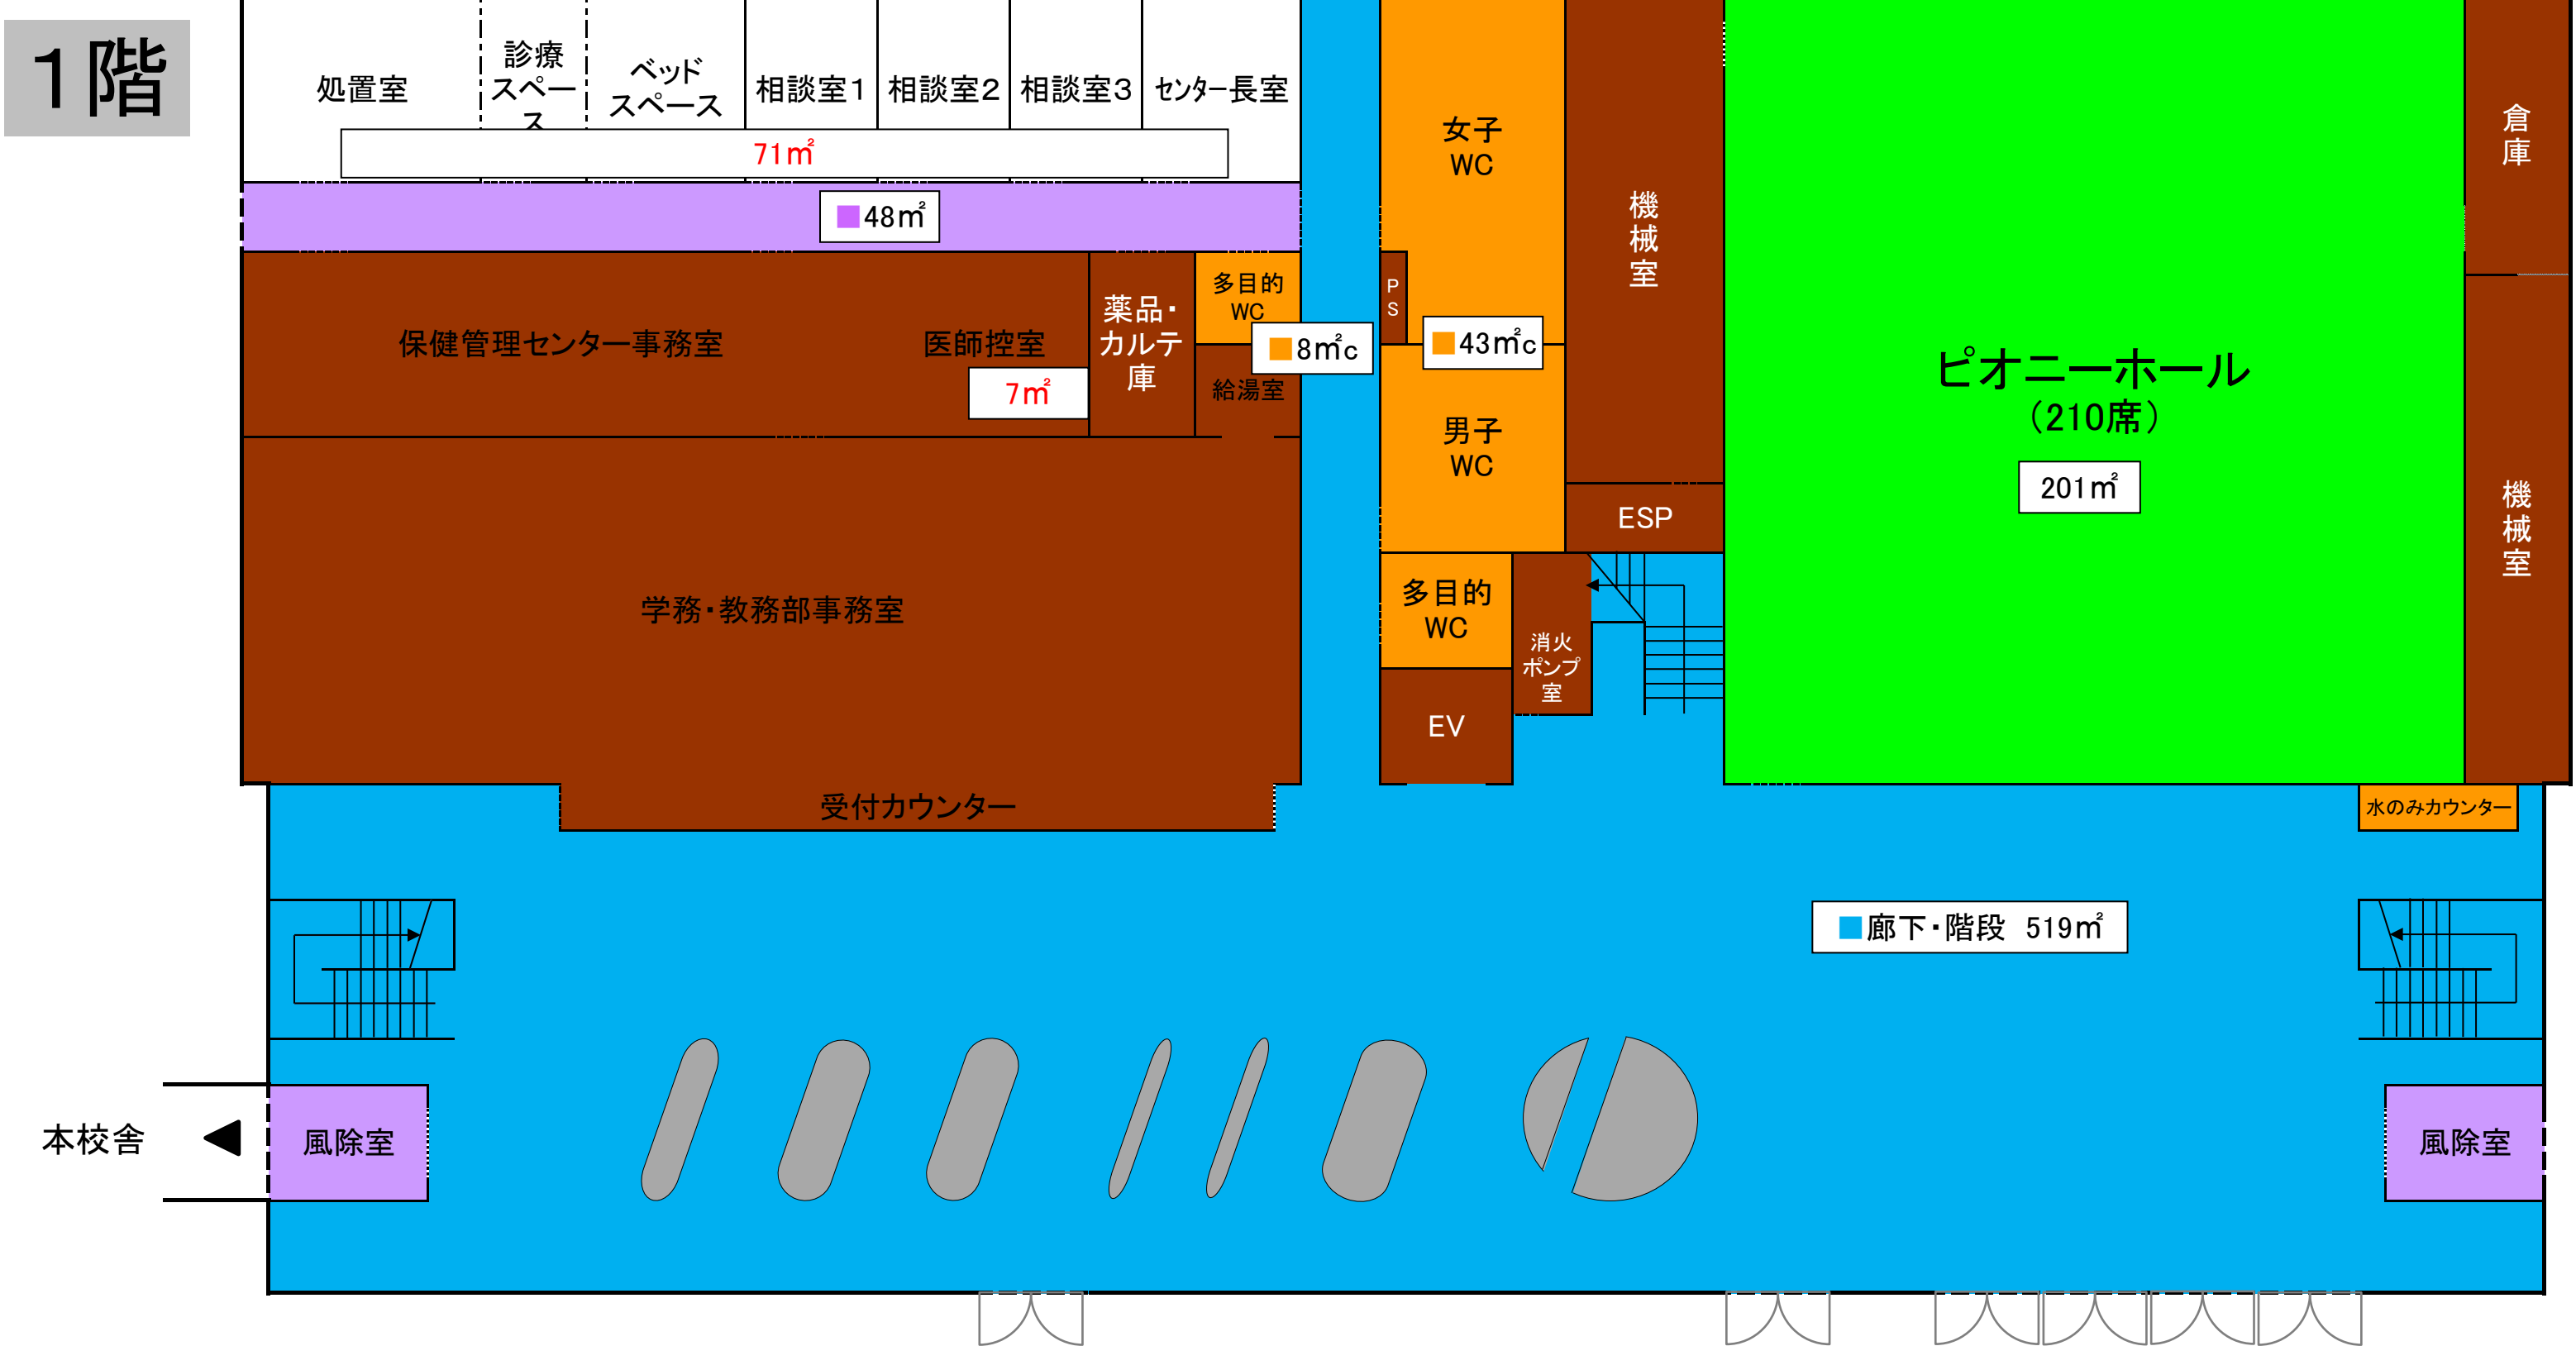 1階
処置室
診療
スペー
ス
ベッド
スペース
相談室1
相談室2
相談室3
センター長室
71㎡
■48㎡
保健管理センター事務室
医師控室
7㎡
薬品・
カルテ
庫
多目的
WC
■8㎡c
給湯室
学務・教務部事務室
受付カウンター
女子
WC
PS
■43㎡c
男子
WC
多目的
WC
EV
消火
ポンプ
室
機械室
ESP
ピオニーホール
（210席）
201㎡
倉庫
機械室
水のみカウンター
■廊下・階段 519㎡
本校舎
風除室
風除室